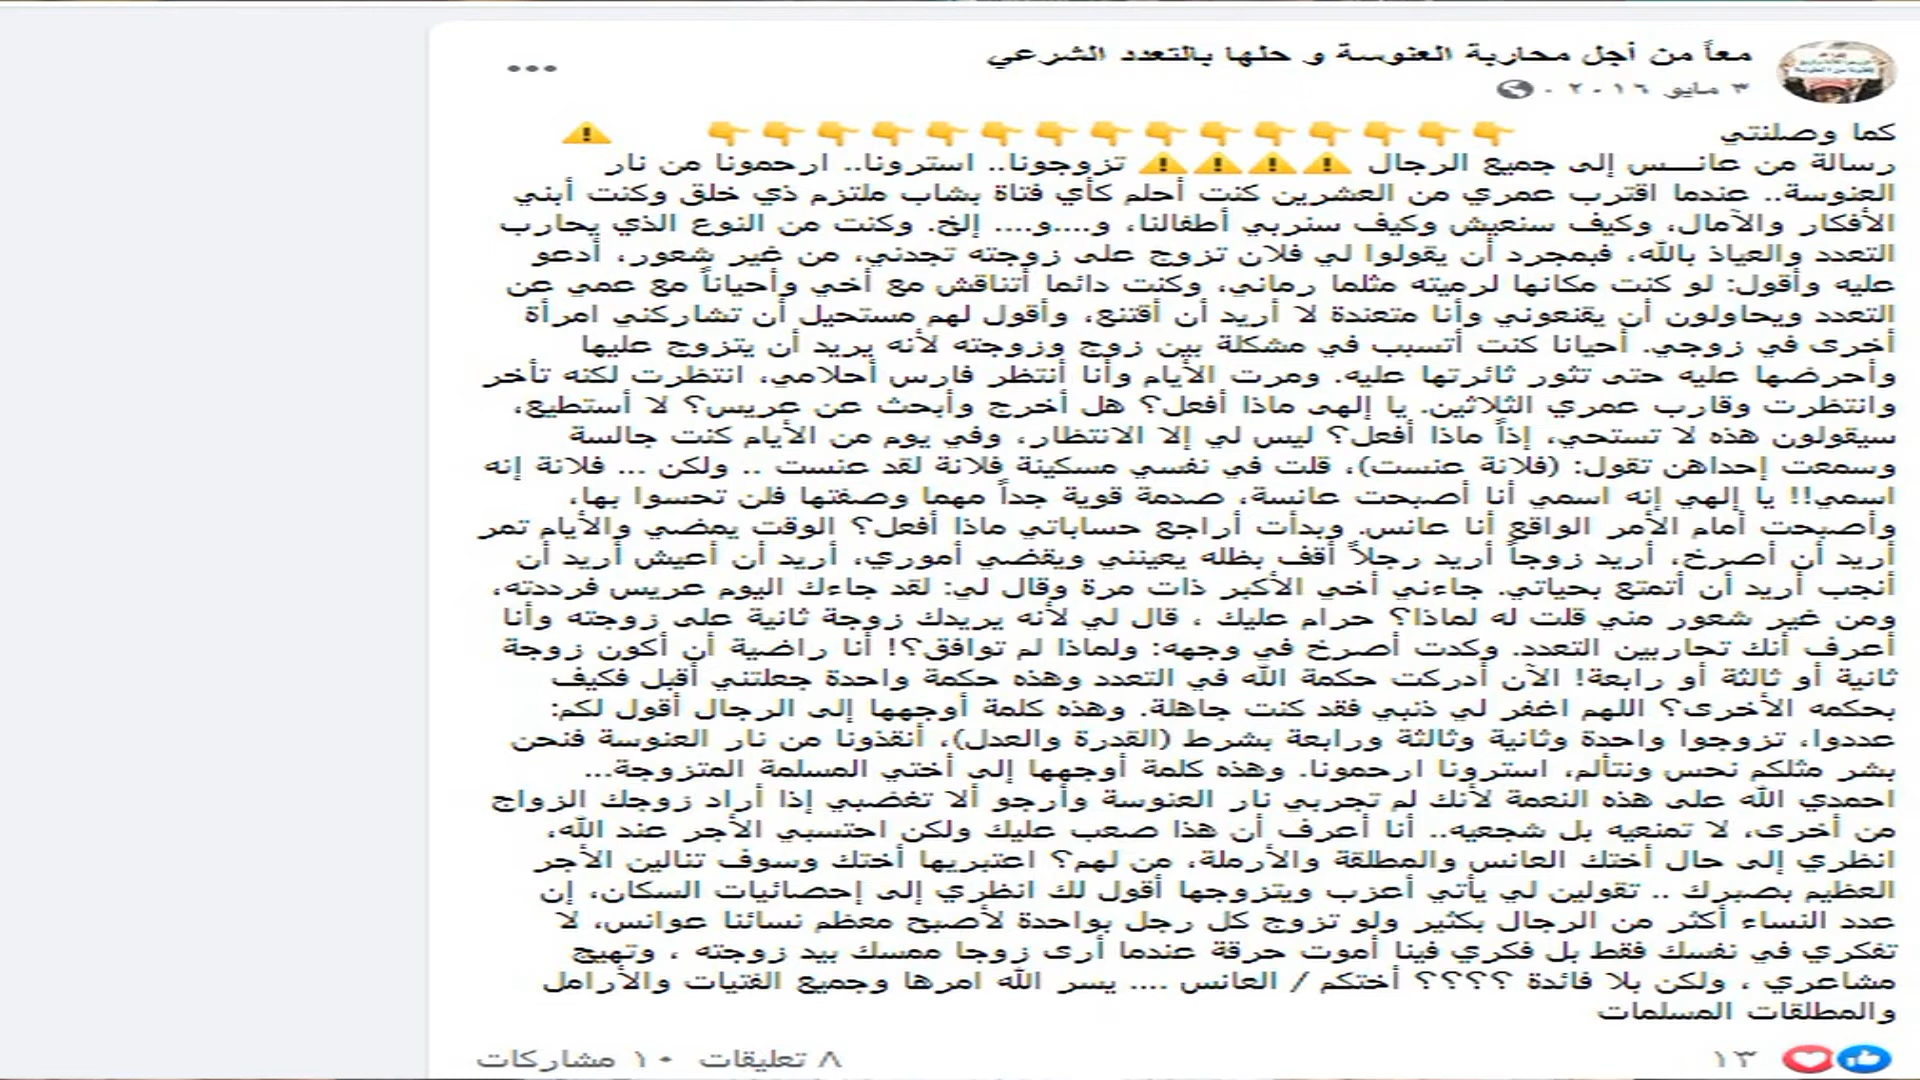 معاً من أجل محاربة العنوسة و حلها بالتعدد الشرعي
٣ مايو ٢٠١٦
كما وصلتني 👇👇👇👇👇👇👇👇👇👇👇👇👇👇👇 ⚠️
رسالة من عانـــس إلى جميع الرجال ⚠️⚠️⚠️⚠️ تزوجونا.. استرونا.. ارحمونا من نار
العنوسة.. عندما اقترب عمري من العشرين كنت أحلم كأي فتاة بشاب ملتزم ذي خلق وكنت أبني
الأفكار والآمال، وكيف سنعيش وكيف سنربي أطفالنا، و....و.... إلخ. وكنت من النوع الذي يحارب
التعدد والعياذ بالله، فبمجرد أن يقولوا لي فلان تزوج على زوجته تجدني، من غير شعور، أدعو
عليه وأقول: لو كنت مكانها لرميته مثلما رماني، وكنت دائما أتناقش مع أخي وأحياناً مع عمي عن
التعدد ويحاولون أن يقنعوني وأنا متعندة لا أريد أن أقتنع، وأقول لهم مستحيل أن تشاركني امرأة
أخرى في زوجي. أحيانا كنت أتسبب في مشكلة بين زوج وزوجته لأنه يريد أن يتزوج عليها
وأحرضها عليه حتى تثور ثائرتها عليه. ومرت الأيام وأنا أنتظر فارس أحلامي، انتظرت لكنه تأخر
وانتظرت وقارب عمري الثلاثين. يا إلهى ماذا أفعل؟ هل أخرج وأبحث عن عريس؟ لا أستطيع،
سيقولون هذه لا تستحي، إذاً ماذا أفعل؟ ليس لي إلا الانتظار، وفي يوم من الأيام كنت جالسة
وسمعت إحداهن تقول: (فلانة عنست)، قلت في نفسي مسكينة فلانة لقد عنست .. ولكن ... فلانة إنه
اسمي!! يا إلهي إنه اسمي أنا أصبحت عانسة، صدمة قوية جداً مهما وصفتها فلن تحسوا بها،
وأصبحت أمام الأمر الواقع أنا عانس. وبدأت أراجع حساباتي ماذا أفعل؟ الوقت يمضي والأيام تمر
أريد أن أصرخ، أريد زوجاً أريد رجلاً أقف بظله يعينني ويقضي أموري، أريد أن أعيش أريد أن
أنجب أريد أن أتمتع بحياتي. جاءني أخي الأكبر ذات مرة وقال لي: لقد جاءك اليوم عريس فرددته،
ومن غير شعور مني قلت له لماذا؟ حرام عليك ، قال لي لأنه يريدك زوجة ثانية على زوجته وأنا
أعرف أنك تحاربين التعدد. وكدت أصرخ في وجهه: ولماذا لم توافق؟! أنا راضية أن أكون زوجة
ثانية أو ثالثة أو رابعة! الآن أدركت حكمة الله في التعدد وهذه حكمة واحدة جعلتني أقبل فكيف
بحكمه الأخرى؟ اللهم اغفر لي ذنبي فقد كنت جاهلة. وهذه كلمة أوجهها إلى الرجال أقول لكم:
عددوا، تزوجوا واحدة وثانية وثالثة ورابعة بشرط (القدرة والعدل)، أنقذونا من نار العنوسة فنحن
بشر مثلكم نحس ونتألم، استرونا ارحمونا. وهذه كلمة أوجهها إلى أختي المسلمة المتزوجة...
احمدي الله على هذه النعمة لأنك لم تجربي نار العنوسة وأرجو ألا تغضبي إذا أراد زوجك الزواج
من أخرى، لا تمنعيه بل شجعيه.. أنا أعرف أن هذا صعب عليك ولكن احتسبي الأجر عند الله،
انظري إلى حال أختك العانس والمطلقة والأرملة، من لهم؟ اعتبريها أختك وسوف تنالين الأجر
العظيم بصبرك .. تقولين لي يأتي أعزب ويتزوجها أقول لك انظري إلى إحصائيات السكان، إن
عدد النساء أكثر من الرجال بكثير ولو تزوج كل رجل بواحدة لأصبح معظم نسائنا عوانس، لا
تفكري في نفسك فقط بل فكري فينا أموت حرقة عندما أرى زوجا ممسك بيد زوجته ، وتهيج
مشاعري ، ولكن بلا فائدة ؟؟؟؟ أختكم / العانس .... يسر الله امرها وجميع الفتيات والأرامل
والمطلقات المسلمات
١٣ ٨ تعليقات ١٠ مشاركات